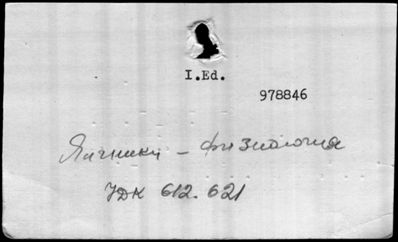 I.Ed.
978846
Яичники - физиология
УДК 612.621